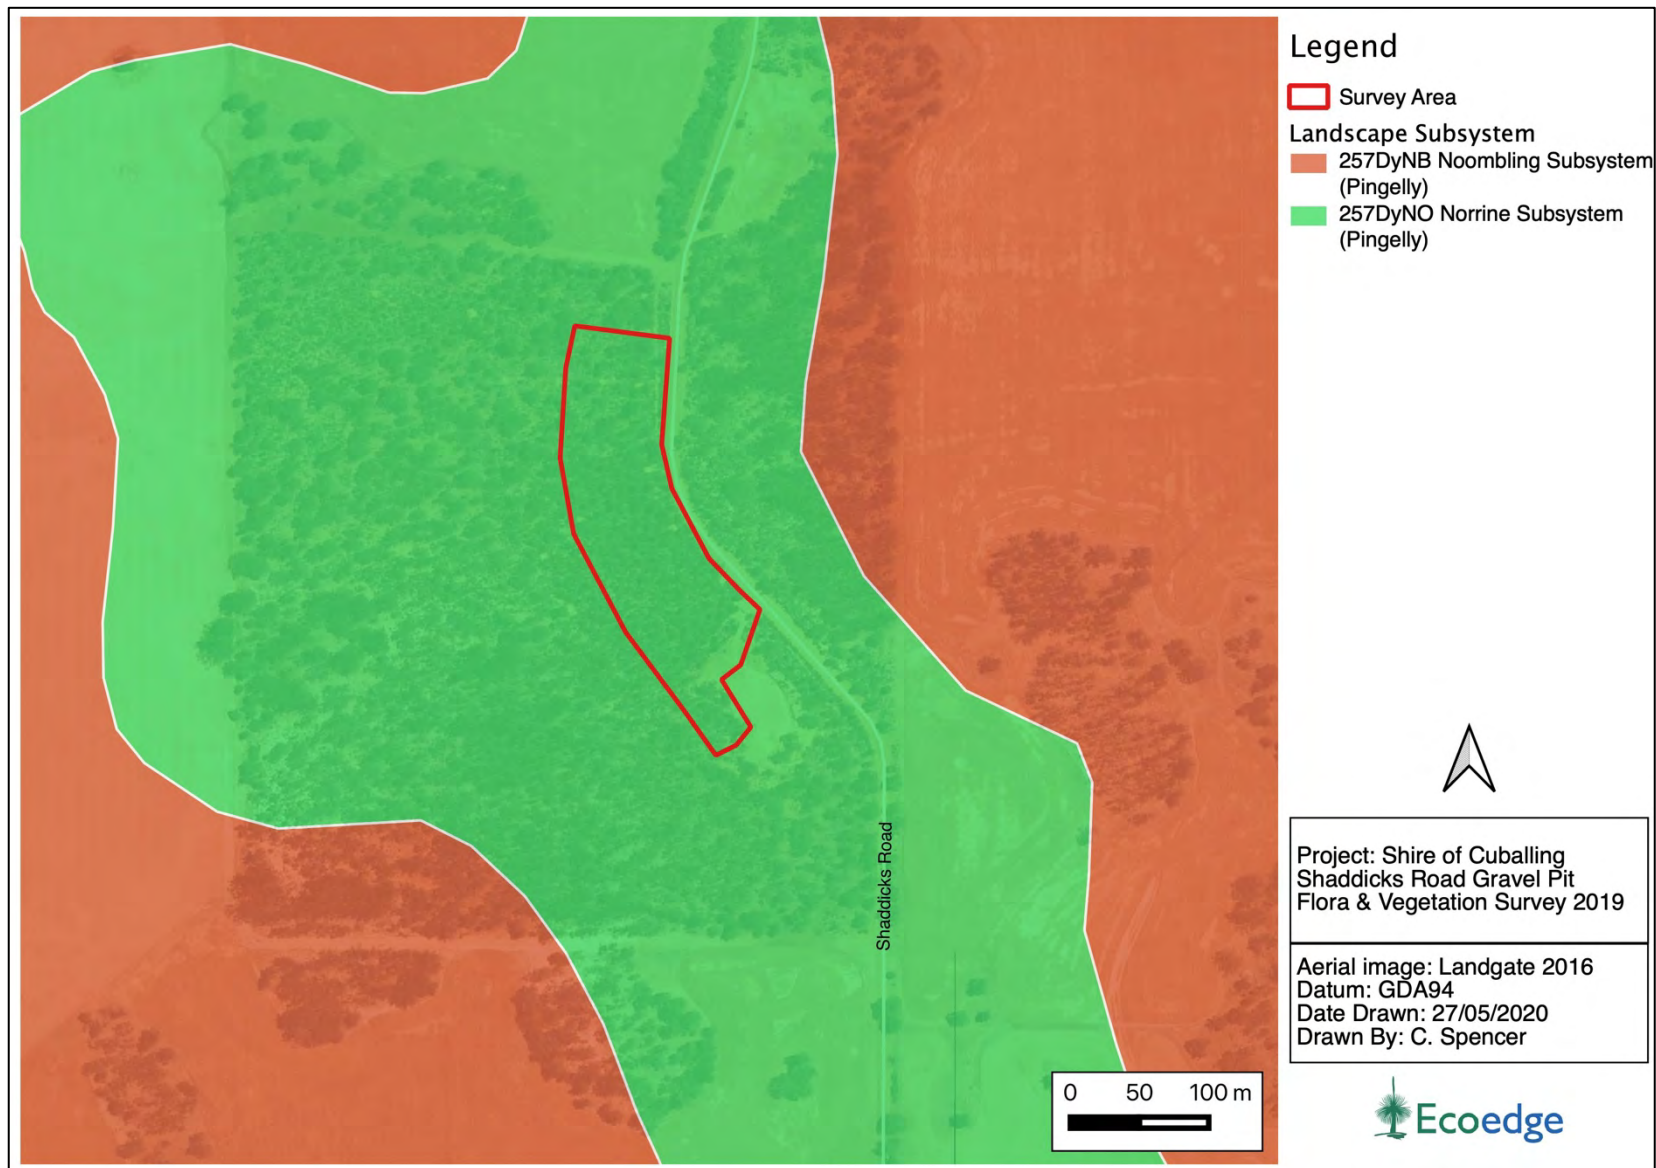 Legend
Survey Area
Landscape Subsystem
257DyNB Noombling Subsystem
(Pingelly)
257DyNO Norrine Subsystem
(Pingelly)
Shaddicks Road
Project: Shire of Cuballing
Shaddicks Road Gravel Pit
Flora & Vegetation Survey 2019
Aerial image: Landgate 2016
Datum: GDA94
Date Drawn: 27/05/2020
Drawn By: C. Spencer
0 50 100 m
Ecoedge